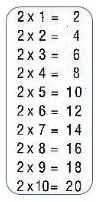 2 x 1 = 2
2 x 2 = 4
2 x 3 = 6
2 x 4 = 8
2 x 5 = 10
2 x 6 = 12
2 x 7 = 14
2 x 8 = 16
2 x 9 = 18
2 x 10= 20